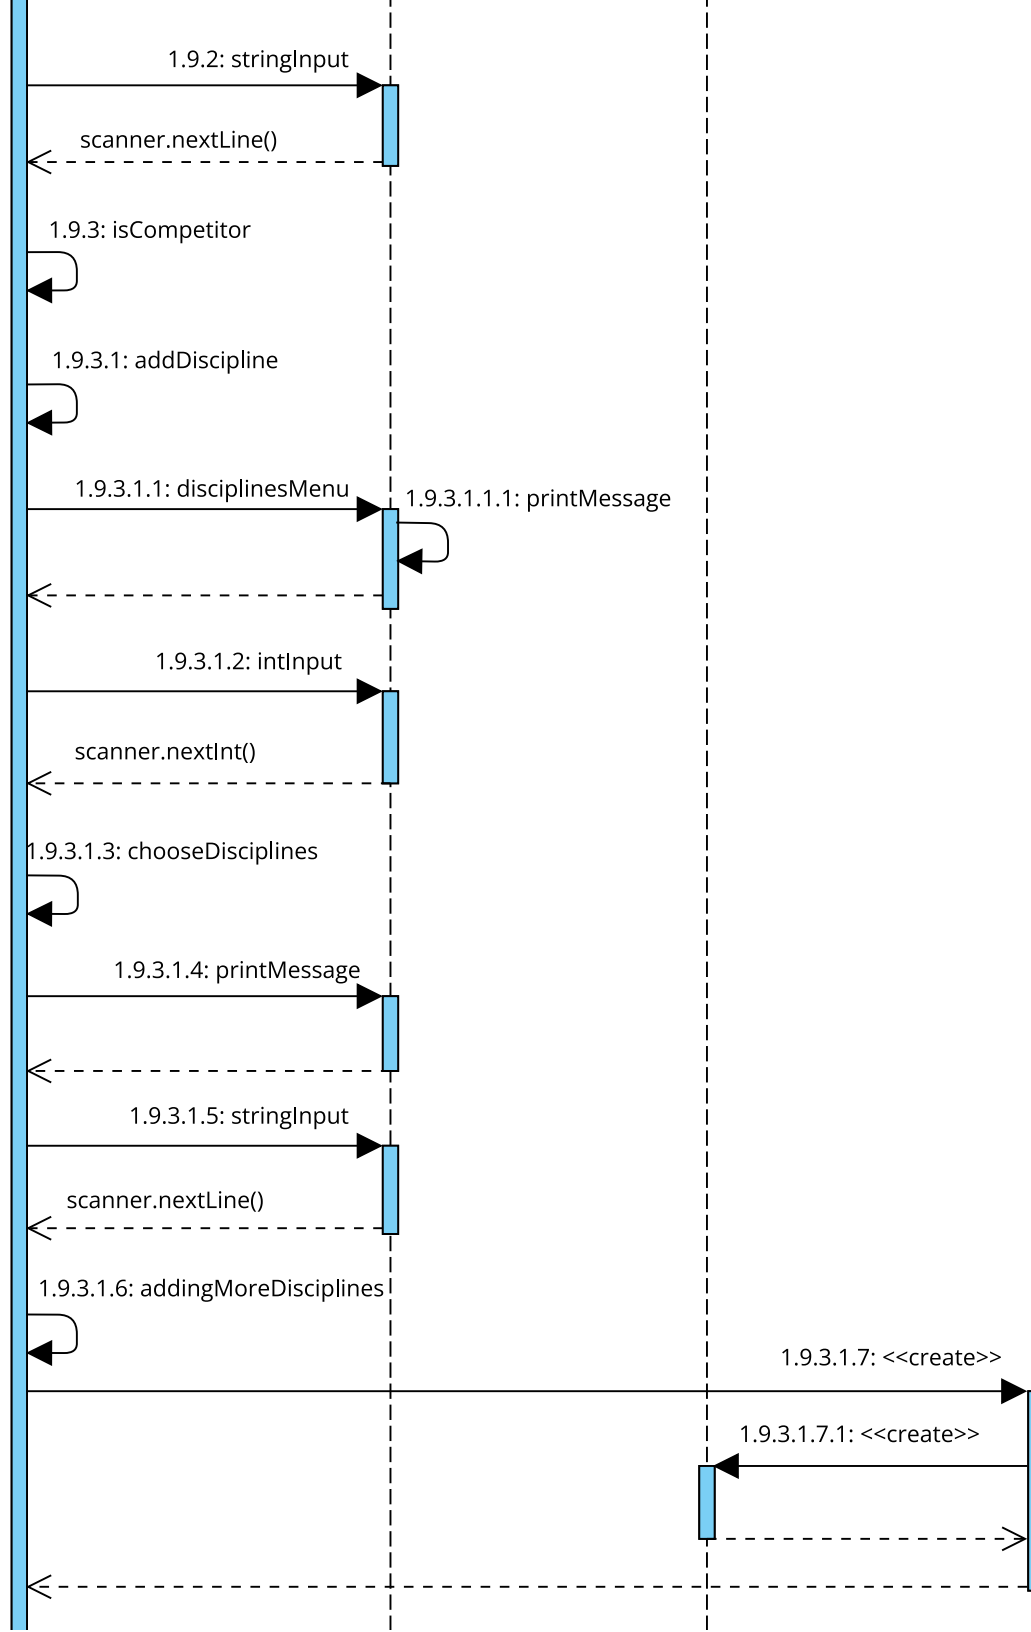 1.9.2: stringInput
scanner.nextLine()
1.9.3: isCompetitor
1.9.3.1: addDiscipline
1.9.3.1.1: disciplinesMenu
1.9.3.1.1.1: printMessage
1.9.3.1.2: intInput
scanner.nextInt()
1.9.3.1.3: chooseDisciplines
1.9.3.1.4: printMessage
1.9.3.1.5: stringInput
scanner.nextLine()
1.9.3.1.6: addingMoreDisciplines
1.9.3.1.7: <<create>>
1.9.3.1.7.1: <<create>>